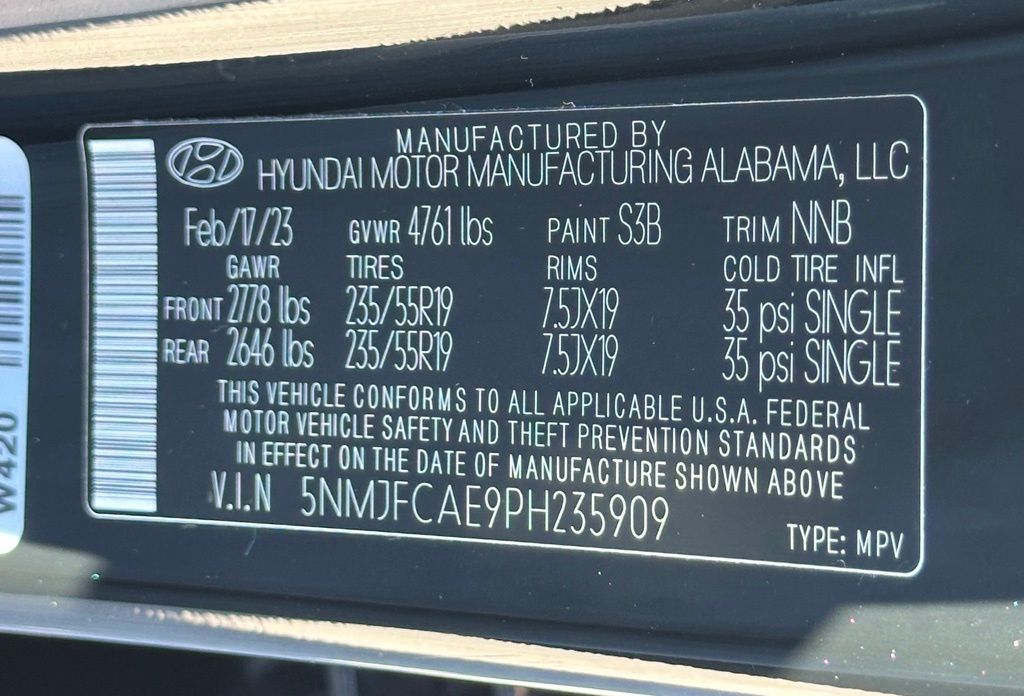 MANUFACTURED BY
HYUNDAI MOTOR MANUFACTURING ALABAMA, LLC
Feb/17/23 GVWR 4761 lbs PAINT S3B TRIM NNB
GAWR TIRES RIMS COLD TIRE INFL
FRONT 2778 lbs 235/55R19 7.5JX19 35 psi SINGLE
REAR 2646 lbs 235/55R19 7.5JX19 35 psi SINGLE
THIS VEHICLE CONFORMS TO ALL APPLICABLE U.S.A. FEDERAL
MOTOR VEHICLE SAFETY AND THEFT PREVENTION STANDARDS
IN EFFECT ON THE DATE OF MANUFACTURE SHOWN ABOVE
V.I.N 5NMJFCAE9PH235909
TYPE: MPV
W420